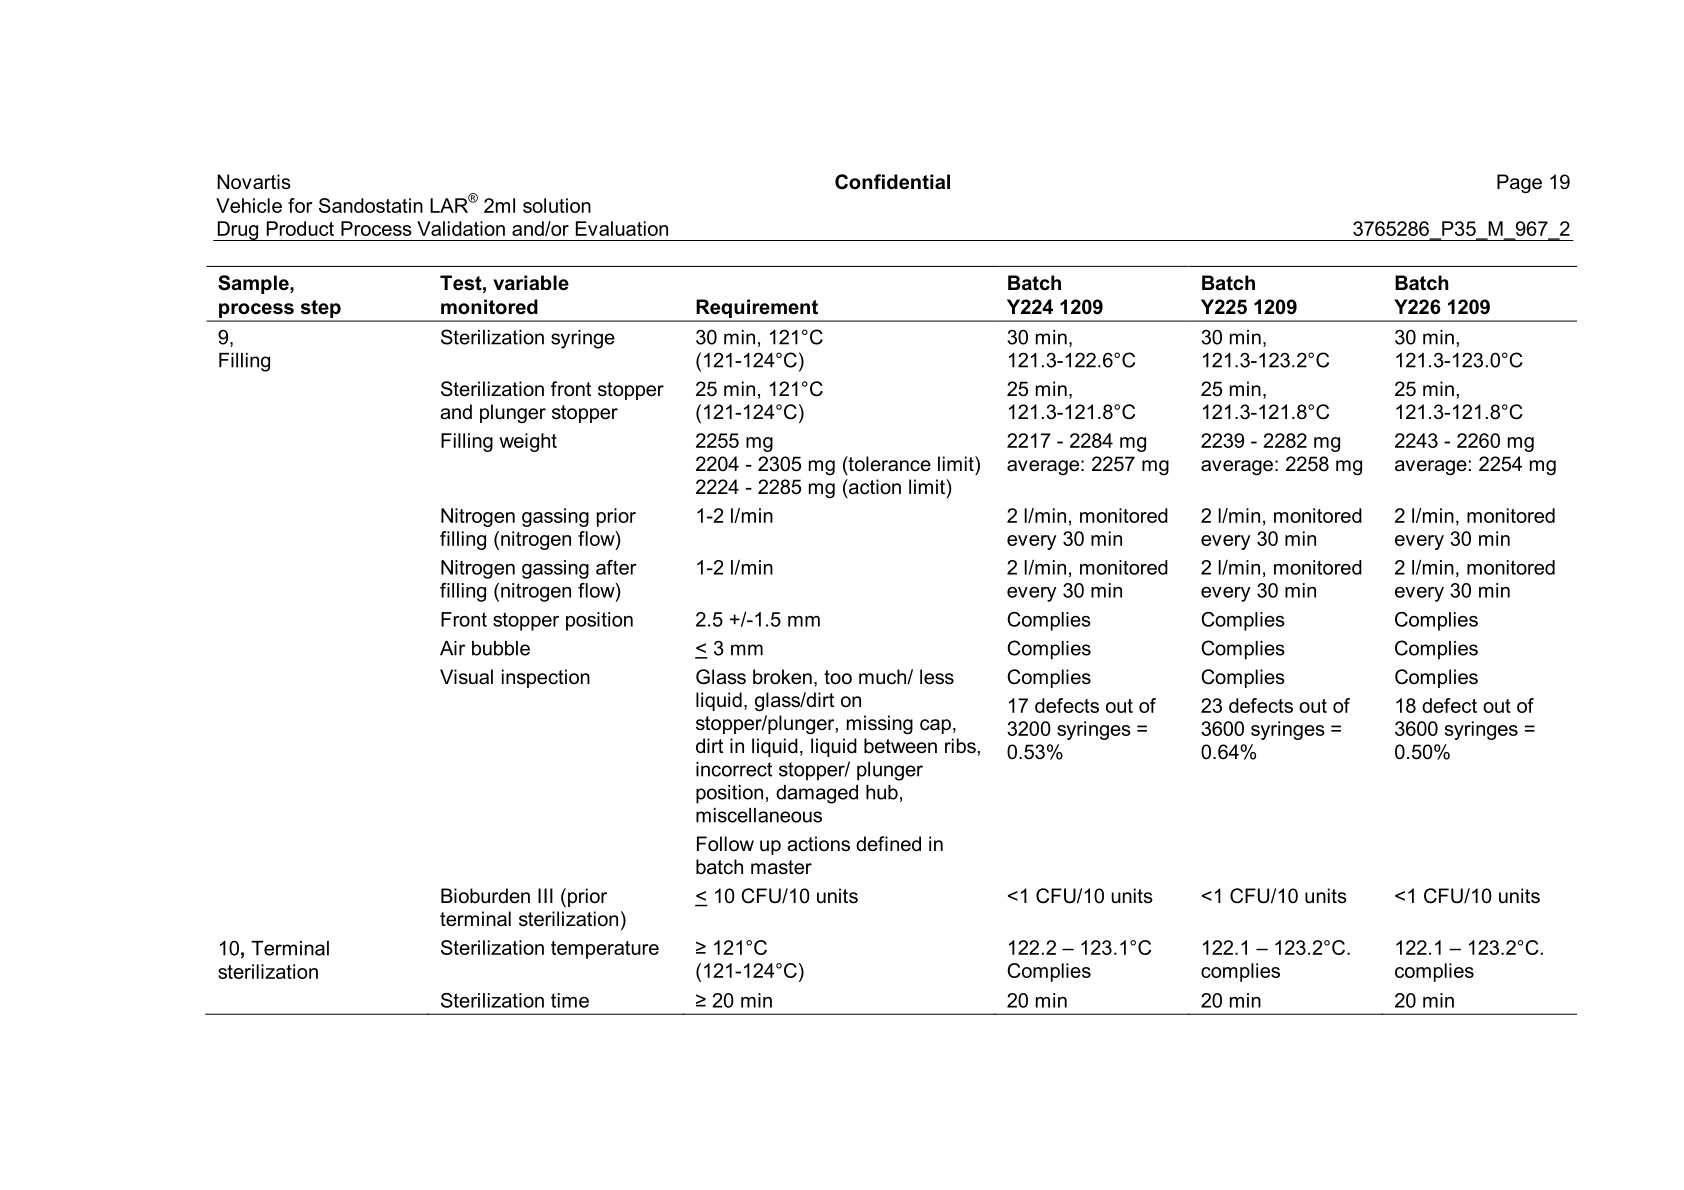 Novartis Confidential Page 19
Vehicle for Sandostatin LAR® 2ml solution
Drug Product Process Validation and/or Evaluation 3765286_P35_M_967_2
Sample, Test, variable Batch Batch Batch
process step monitored Requirement Y224 1209 Y225 1209 Y226 1209
9, Sterilization syringe 30 min, 121°C 30 min, 30 min, 30 min,
Filling (121-124°C) 121.3-122.6°C 121.3-123.2°C 121.3-123.0°C
Sterilization front stopper 25 min, 121°C 25 min, 25 min, 25 min,
and plunger stopper (121-124°C) 121.3-121.8°C 121.3-121.8°C 121.3-121.8°C
Filling weight 2255 mg 2217 - 2284 mg 2239 - 2282 mg 2243 - 2260 mg
2204 - 2305 mg (tolerance limit) average: 2257 mg average: 2258 mg average: 2254 mg
2224 - 2285 mg (action limit)
Nitrogen gassing prior 1-2 l/min 2 l/min, monitored 2 l/min, monitored 2 l/min, monitored
filling (nitrogen flow) every 30 min every 30 min every 30 min
Nitrogen gassing after 1-2 l/min 2 l/min, monitored 2 l/min, monitored 2 l/min, monitored
filling (nitrogen flow) every 30 min every 30 min every 30 min
Front stopper position 2.5 +/-1.5 mm Complies Complies Complies
Air bubble ≤ 3 mm Complies Complies Complies
Visual inspection Glass broken, too much/ less Complies Complies Complies
liquid, glass/dirt on 17 defects out of 23 defects out of 18 defect out of
stopper/plunger, missing cap, 3200 syringes = 3600 syringes = 3600 syringes =
dirt in liquid, liquid between ribs, 0.53% 0.64% 0.50%
incorrect stopper/ plunger
position, damaged hub,
miscellaneous
Follow up actions defined in
batch master
Bioburden III (prior ≤ 10 CFU/10 units <1 CFU/10 units <1 CFU/10 units <1 CFU/10 units
terminal sterilization)
10, Terminal Sterilization temperature ≥ 121°C 122.2 – 123.1°C 122.1 – 123.2°C. 122.1 – 123.2°C.
sterilization (121-124°C) Complies complies complies
Sterilization time ≥ 20 min 20 min 20 min 20 min